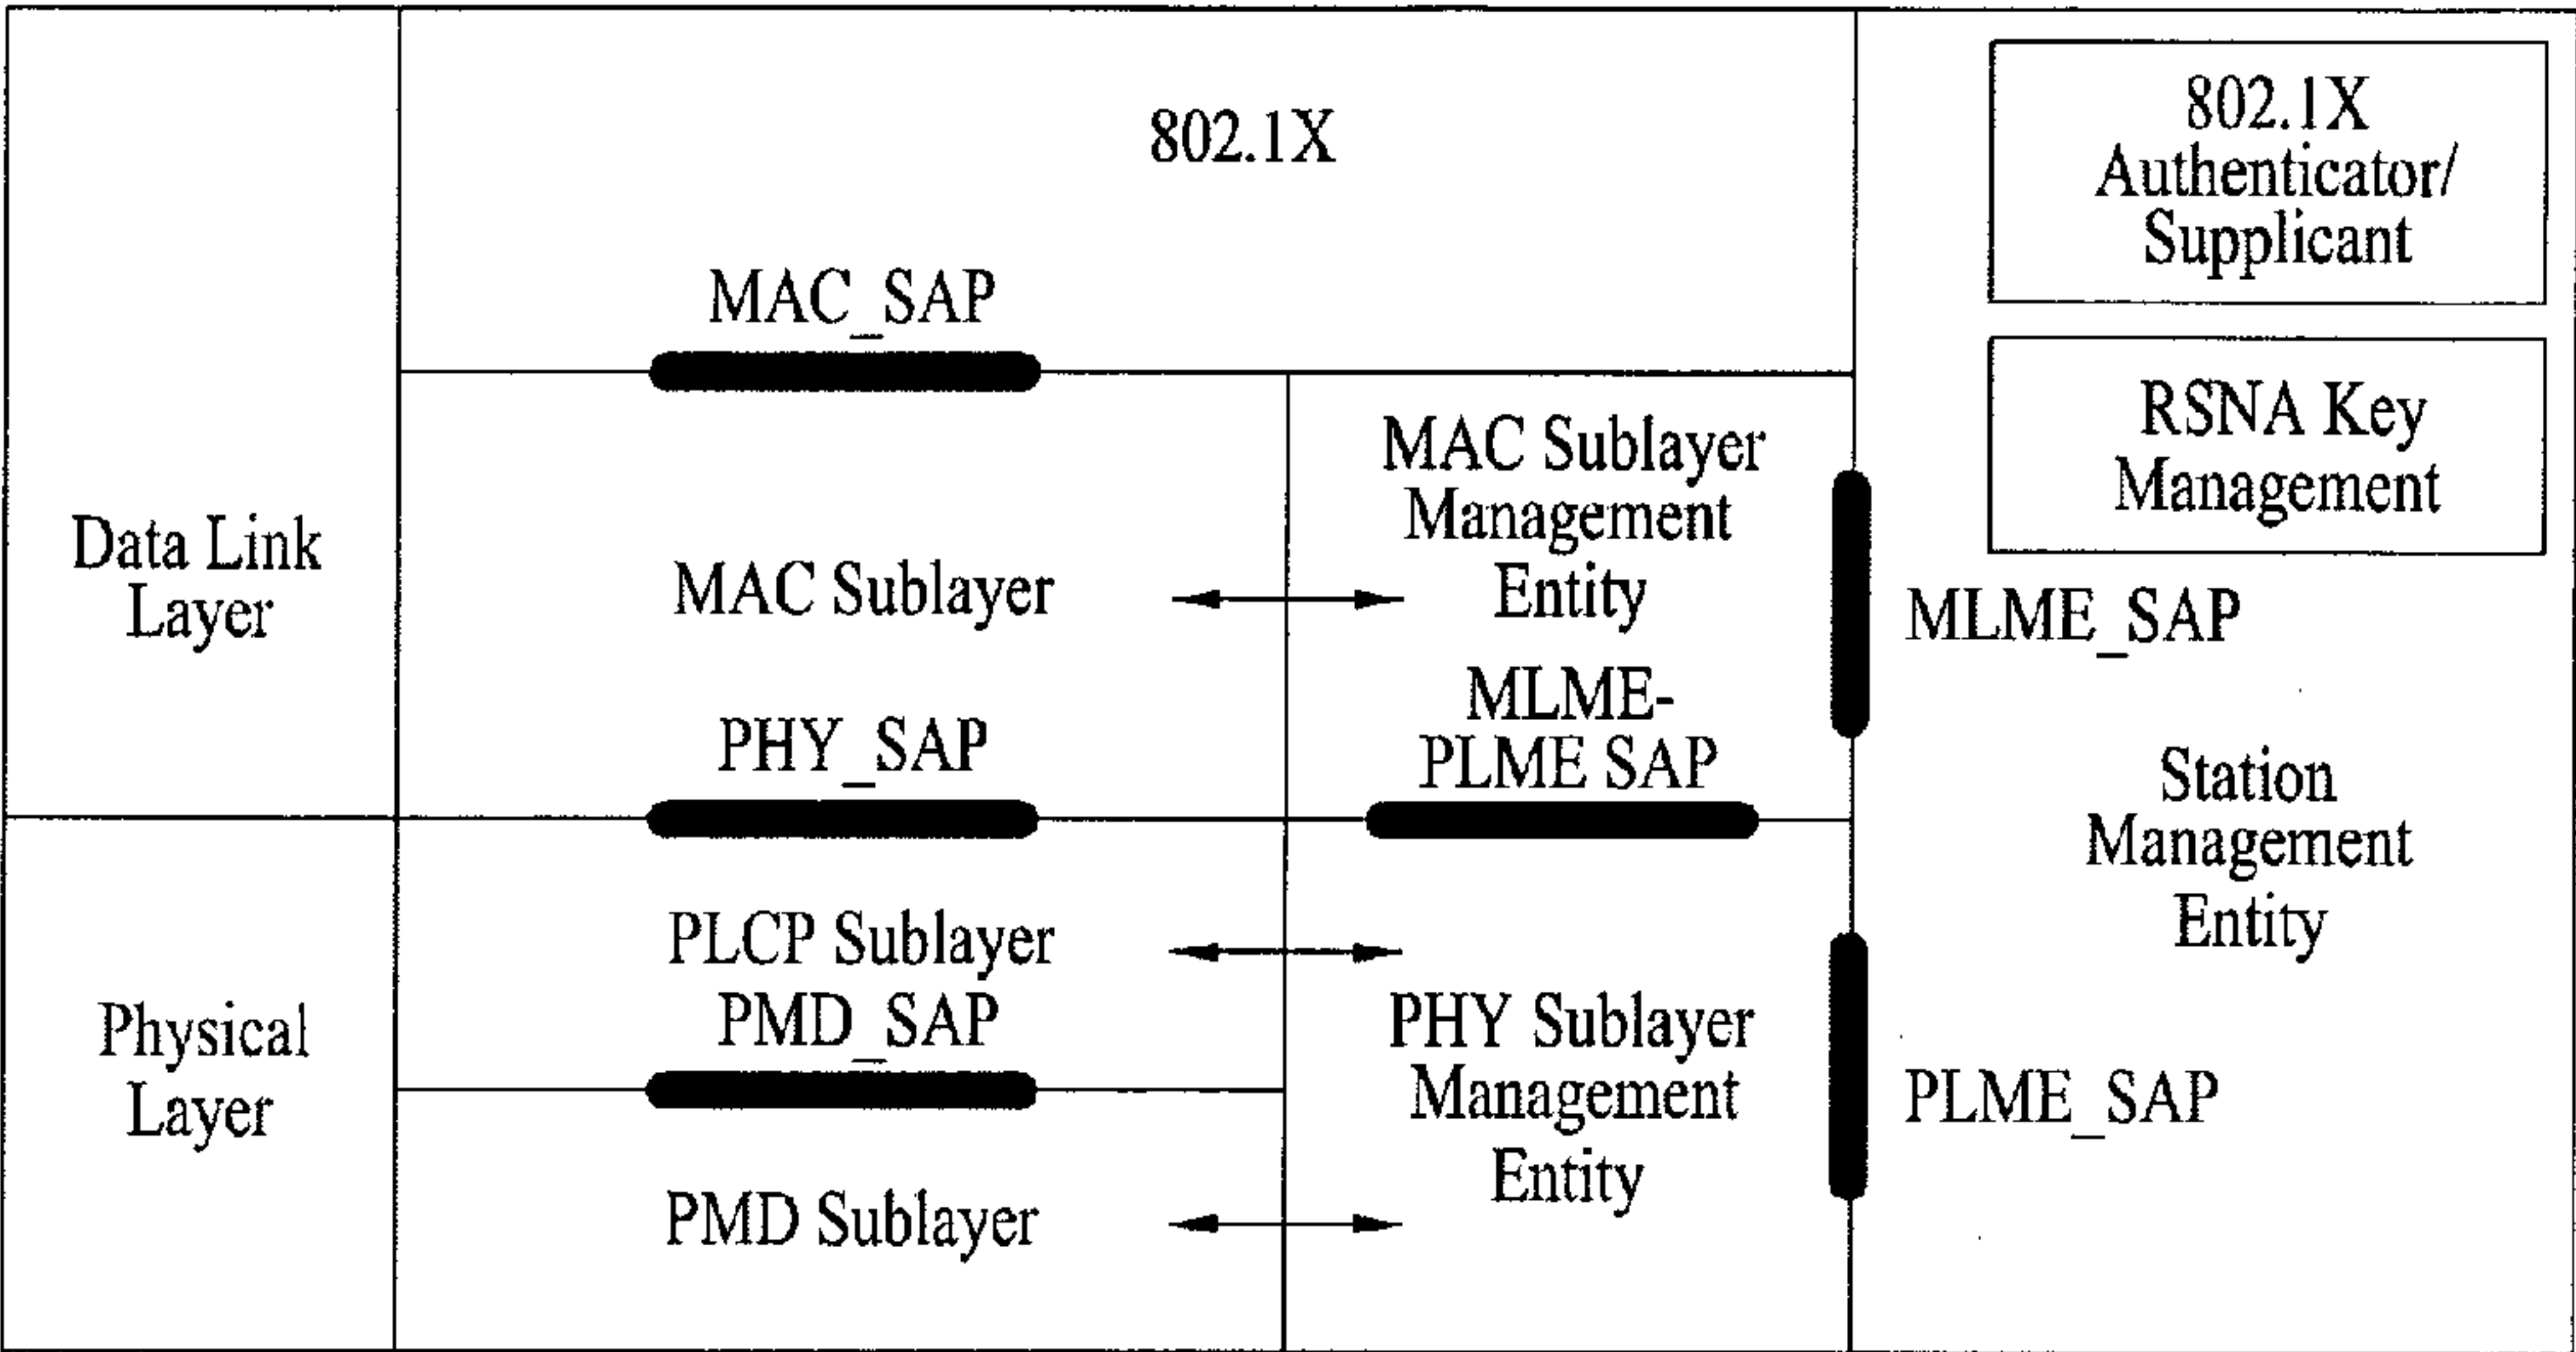 802.1X
802.1X
Authenticator/
Supplicant
MAC_SAP
RSNA Key
Management
MAC Sublayer
Management
Entity
Data Link
Layer
MAC Sublayer
MLME_SAP
MLME-
PLME SAP
PHY_SAP
Station
Management
Entity
PLCP Sublayer
PMD_SAP
Physical
Layer
PHY Sublayer
Management
Entity
PLME_SAP
PMD Sublayer